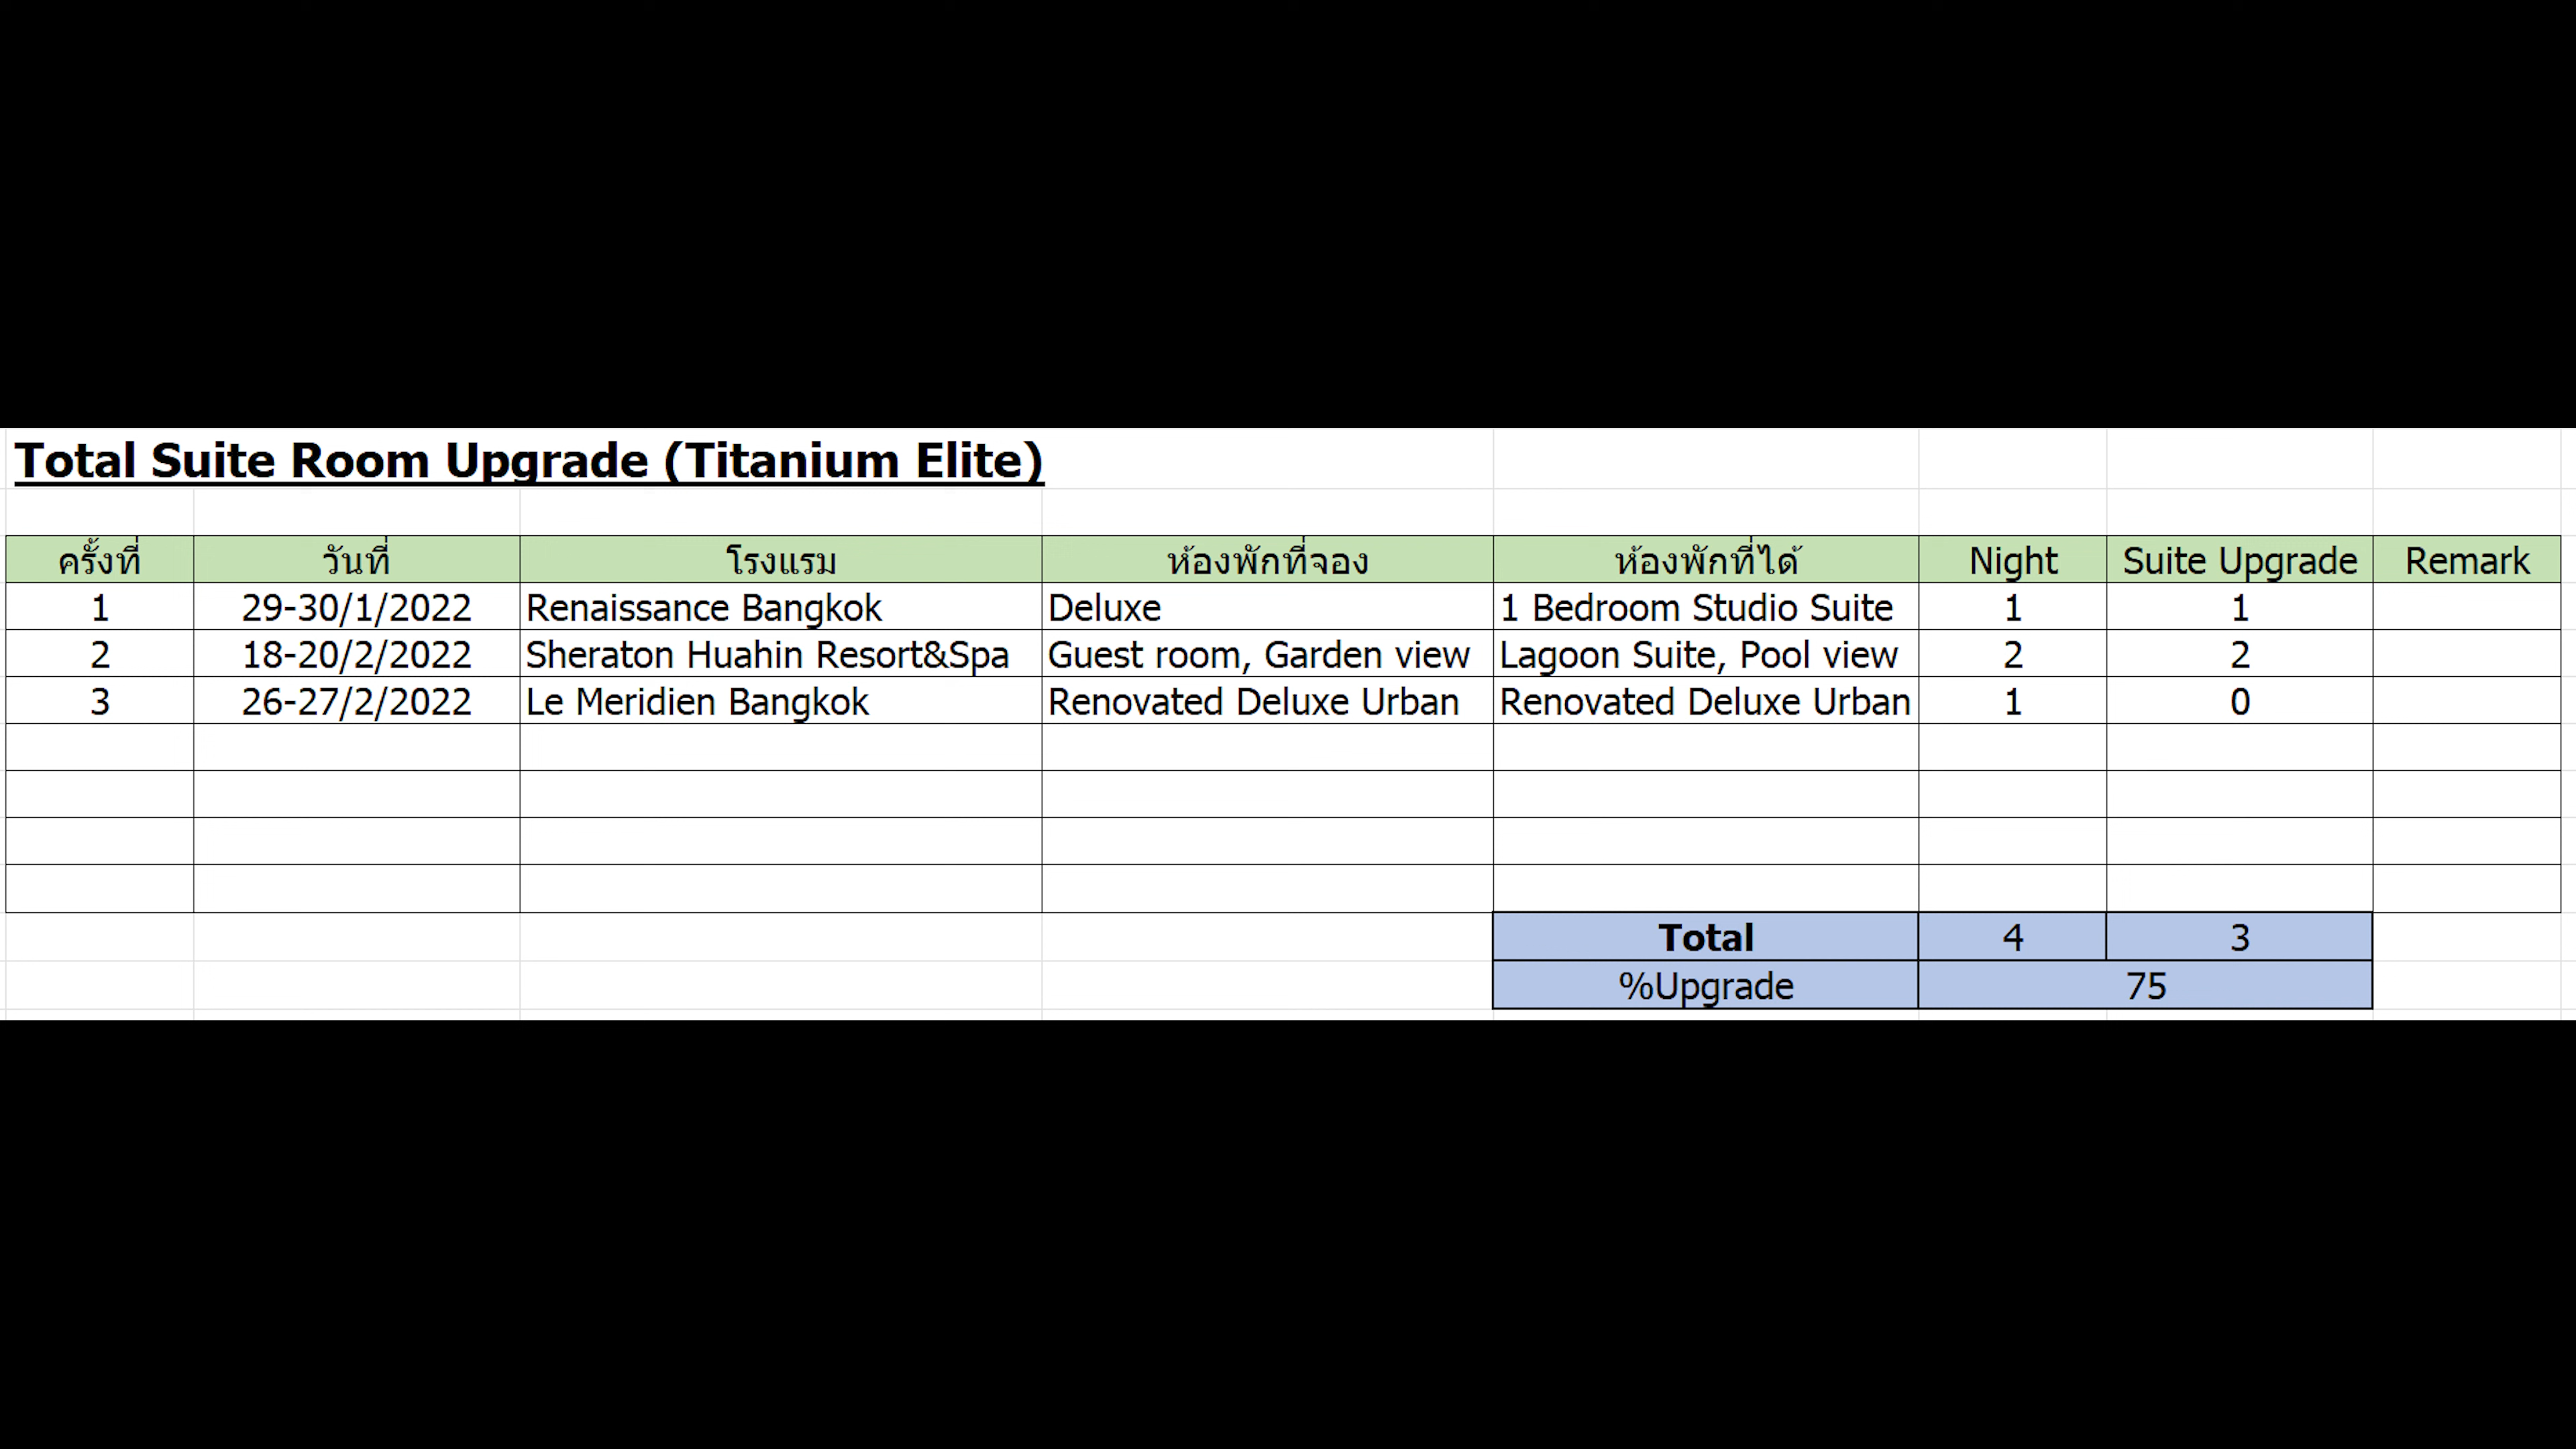 Total Suite Room Upgrade (Titanium Elite)
ครั้งที่ วันที่ โรงแรม ห้องพักที่จอง ห้องพักที่ได้ Night Suite Upgrade Remark
1 29-30/1/2022 Renaissance Bangkok Deluxe 1 Bedroom Studio Suite 1 1
2 18-20/2/2022 Sheraton Huahin Resort&Spa Guest room, Garden view Lagoon Suite, Pool view 2 2
3 26-27/2/2022 Le Meridien Bangkok Renovated Deluxe Urban Renovated Deluxe Urban 1 0
Total 4 3
%Upgrade 75